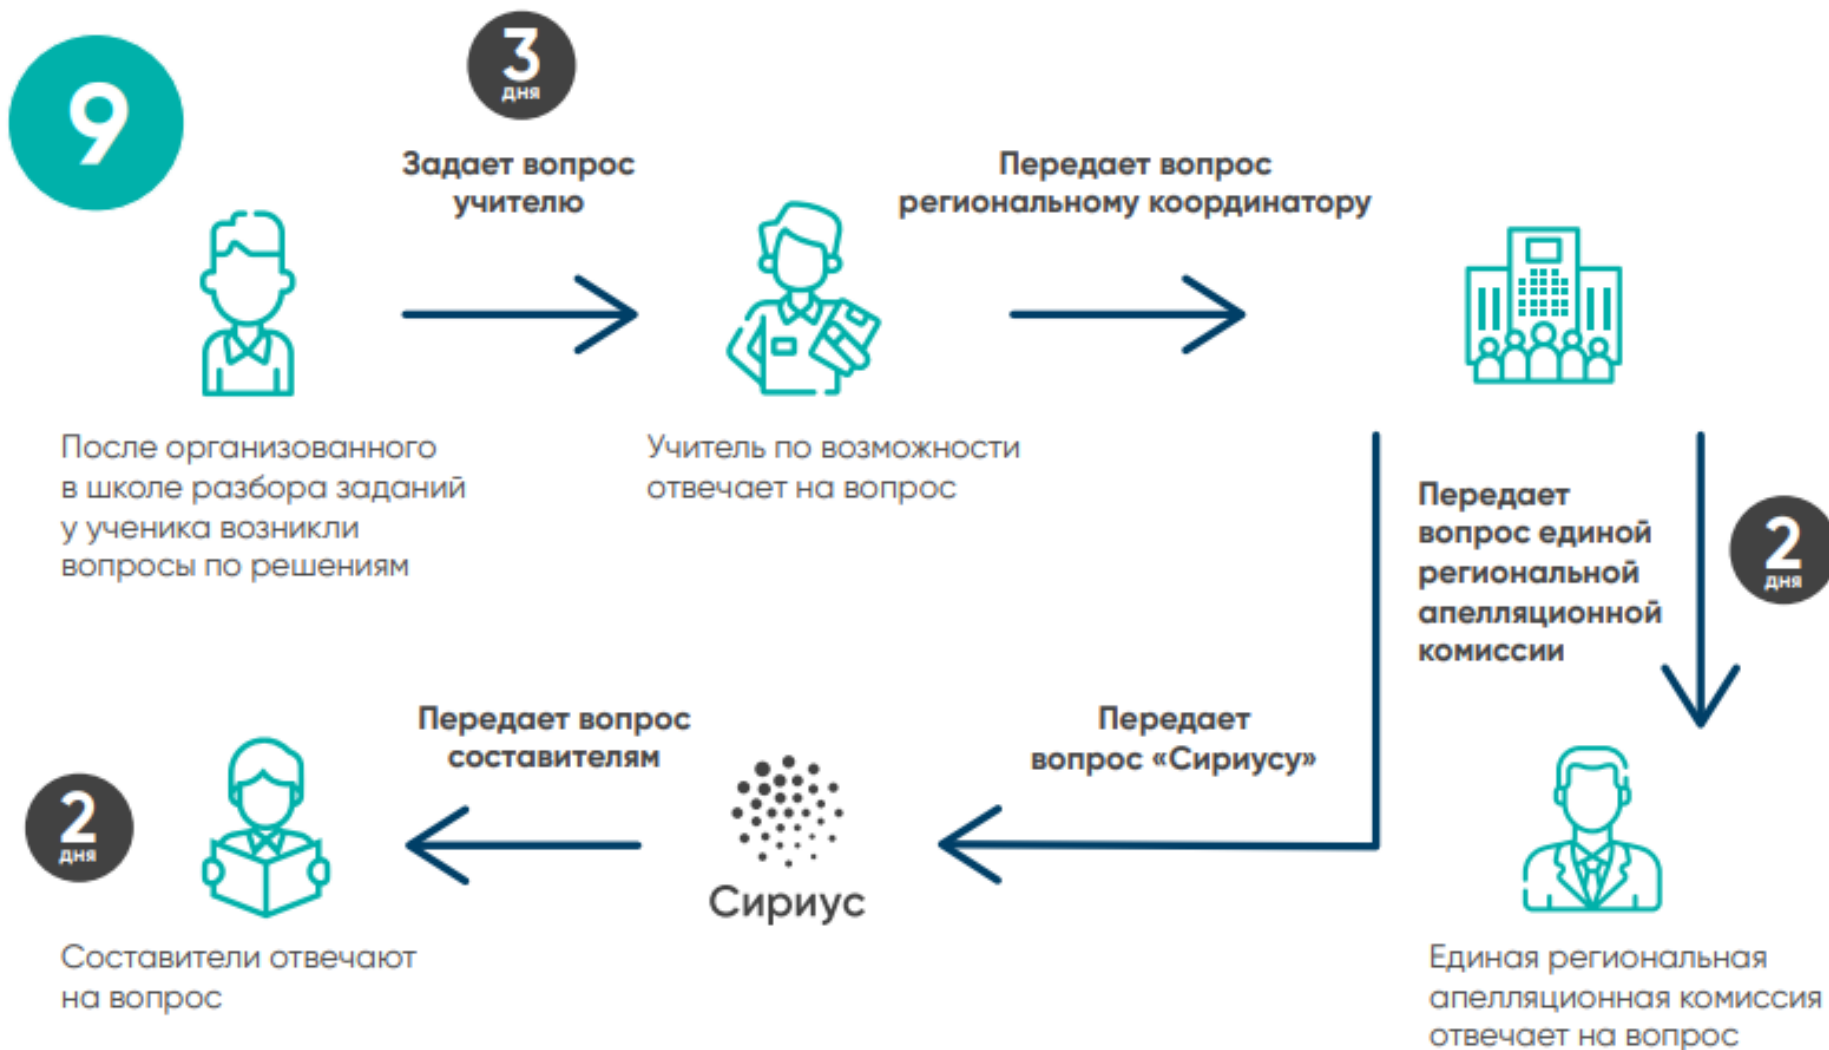 9
3
дня
Задает вопрос
учителю
Передает вопрос
региональному координатору
После организованного
в школе разбора заданий
у ученика возникли
вопросы по решениям
Учитель по возможности
отвечает на вопрос
Передает
вопрос единой
региональной
апелляционной
комиссии
2
дня
Передает
вопрос «Сириусу»
Передает вопрос
составителям
2
дня
Сириус
Составители отвечают
на вопрос
Единая региональная
апелляционная комиссия
отвечает на вопрос